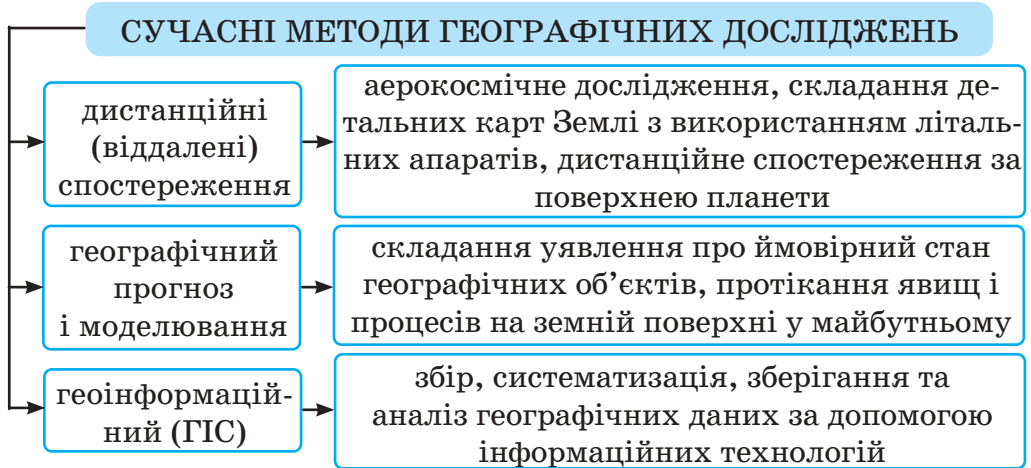 СУЧАСНІ МЕТОДИ ГЕОГРАФІЧНИХ ДОСЛІДЖЕНЬ
дистанційні
(віддалені)
спостереження
аерокосмічне дослідження, складання де-
тальних карт Землі з використанням літаль-
них апаратів, дистанційне спостереження за
поверхнею планети
географічний
прогноз
і моделювання
складання уявлення про ймовірний стан
географічних об’єктів, протікання явищ і
процесів на земній поверхні у майбутньому
геоінформацій-
ний (ГІС)
збір, систематизація, зберігання та
аналіз географічних даних за допомогою
інформаційних технологій